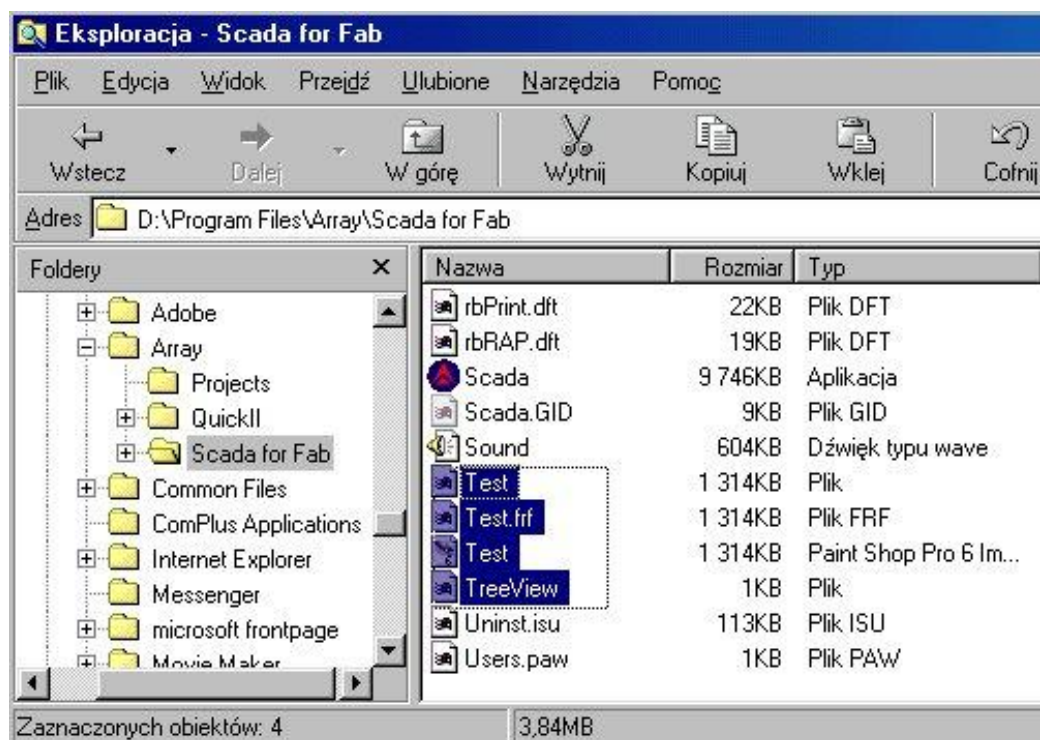 Eksploracja - Scada for Fab
Plik Edycja Widok Przejdź Ulubione Narzędzia Pomoc
Wstecz Dalej W górę Wytnij Kopiuj Wklej Cofnij
Adres D:\Program Files\Array\Scada for Fab
Foldery
Adobe
Array
Projects
QuickII
Scada for Fab
Common Files
ComPlus Applications
Internet Explorer
Messenger
microsoft frontpage
Movie Maker
Nazwa Rozmiar Typ
rbPrint.dft 22KB Plik DFT
rbRAP.dft 19KB Plik DFT
Scada 9 746KB Aplikacja
Scada.GID 9KB Plik GID
Sound 604KB Dźwięk typu wave
Test 1 314KB Plik
Test.frf 1 314KB Plik FRF
Test 1 314KB Paint Shop Pro 6 Im...
TreeView 1KB Plik
Uninst.isu 113KB Plik ISU
Users.paw 1KB Plik PAW
Zaznaczonych obiektów: 4 3,84MB